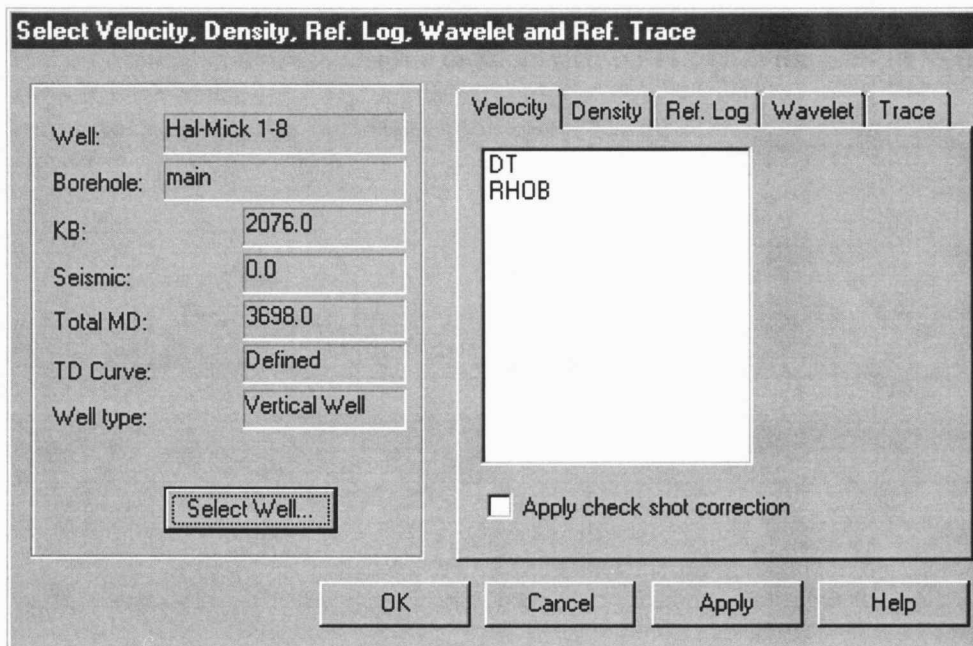 Select Velocity, Density, Ref. Log, Wavelet and Ref. Trace
Well: Hal-Mick 1-8
Borehole: main
KB: 2076.0
Seismic: 0.0
Total MD: 3698.0
TD Curve: Defined
Well type: Vertical Well
Select Well...
Velocity Density Ref. Log Wavelet Trace
DT
RHOB
Apply check shot correction
OK Cancel Apply Help